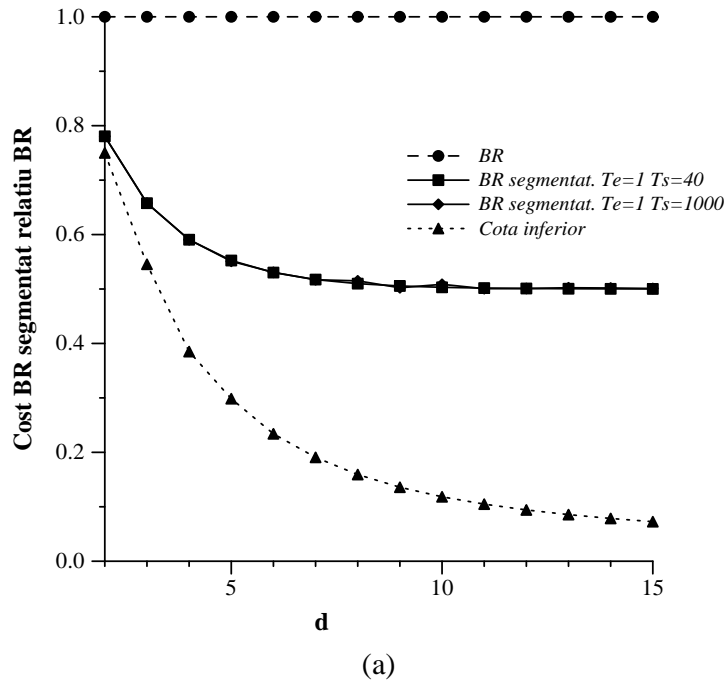 1.0
0.8
0.6
0.4
0.2
0.0
Cost BR segmentat relatiu BR
BR
BR segmentat. Te=1 Ts=40
BR segmentat. Te=1 Ts=1000
Cota inferior
5
10
15
d
(a)